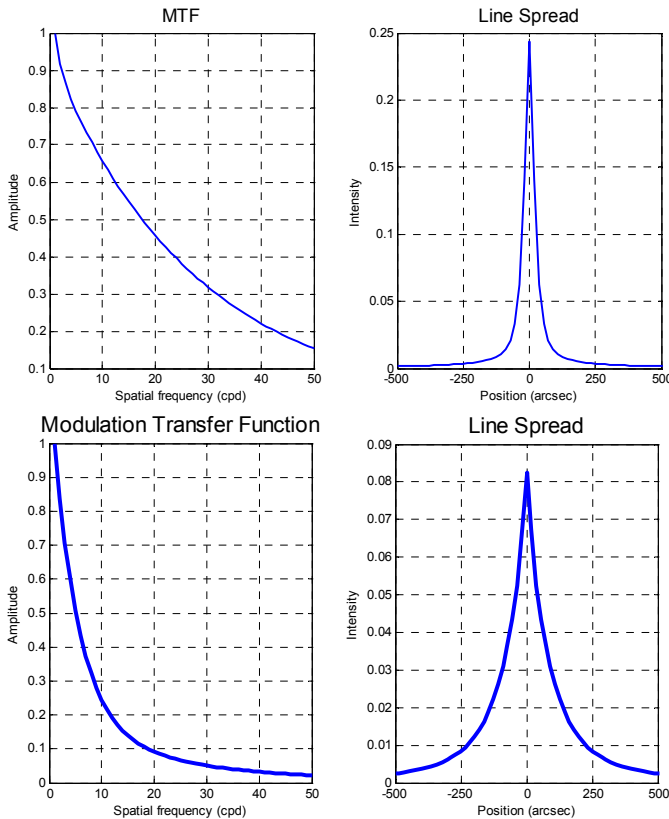 MTF
1
0.9
0.8
0.7
0.6
0.5
0.4
0.3
0.2
0.1
Amplitude
0 10 20 30 40 50
Spatial frequency (cpd)
Line Spread
0.25
0.2
0.15
0.1
0.05
0
Intensity
-500 -250 0 250 500
Position (arcsec)
Modulation Transfer Function
1
0.9
0.8
0.7
0.6
0.5
0.4
0.3
0.2
0.1
0
Amplitude
0 10 20 30 40 50
Spatial frequency (cpd)
Line Spread
0.09
0.08
0.07
0.06
0.05
0.04
0.03
0.02
0.01
0
Intensity
-500 -250 0 250 500
Position (arcsec)